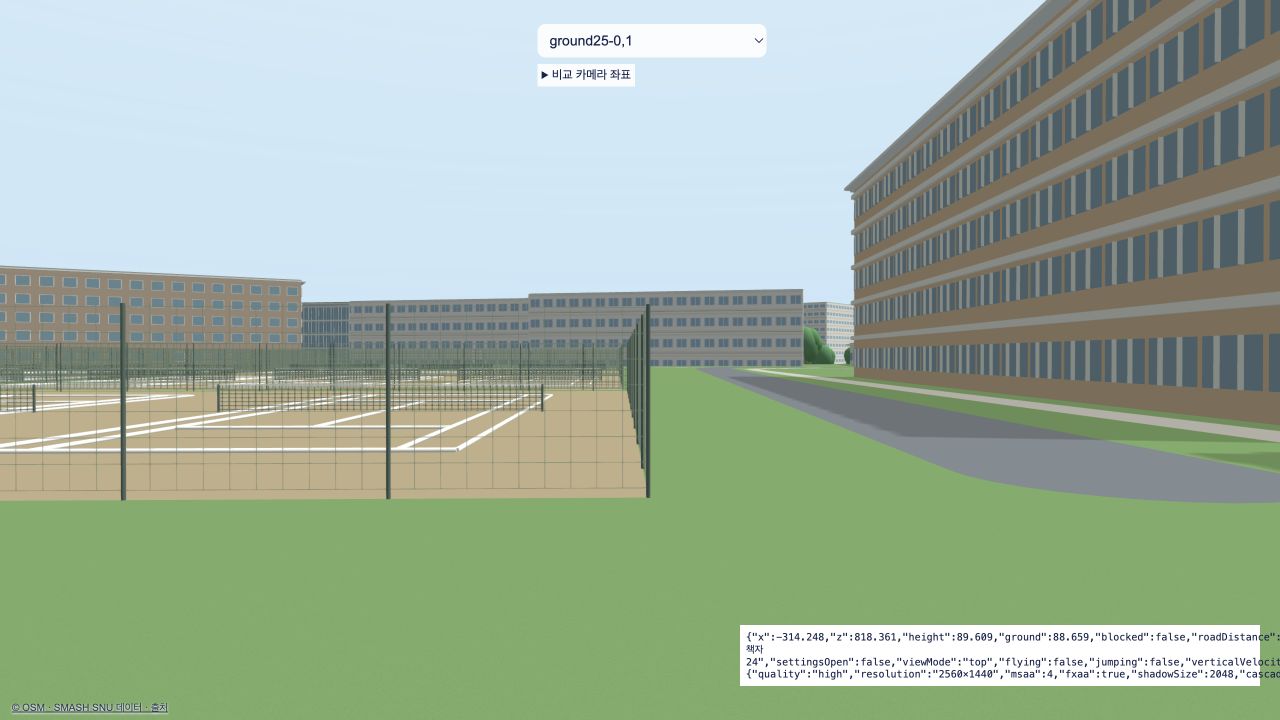 ground25-0,1
▶ 비교 카메라 좌표
{"x":-314.248,"z":818.361,"height":89.609,"ground":88.659,"blocked":false,"roadDistance":
책자
24","settingsOpen":false,"viewMode":"top","flying":false,"jumping":false,"verticalVelocit
{"quality":"high","resolution":"2560×1440","msaa":4,"fxaa":true,"shadowSize":2048,"cascad
© OSM · SMASH SNU 데이터 · 출처